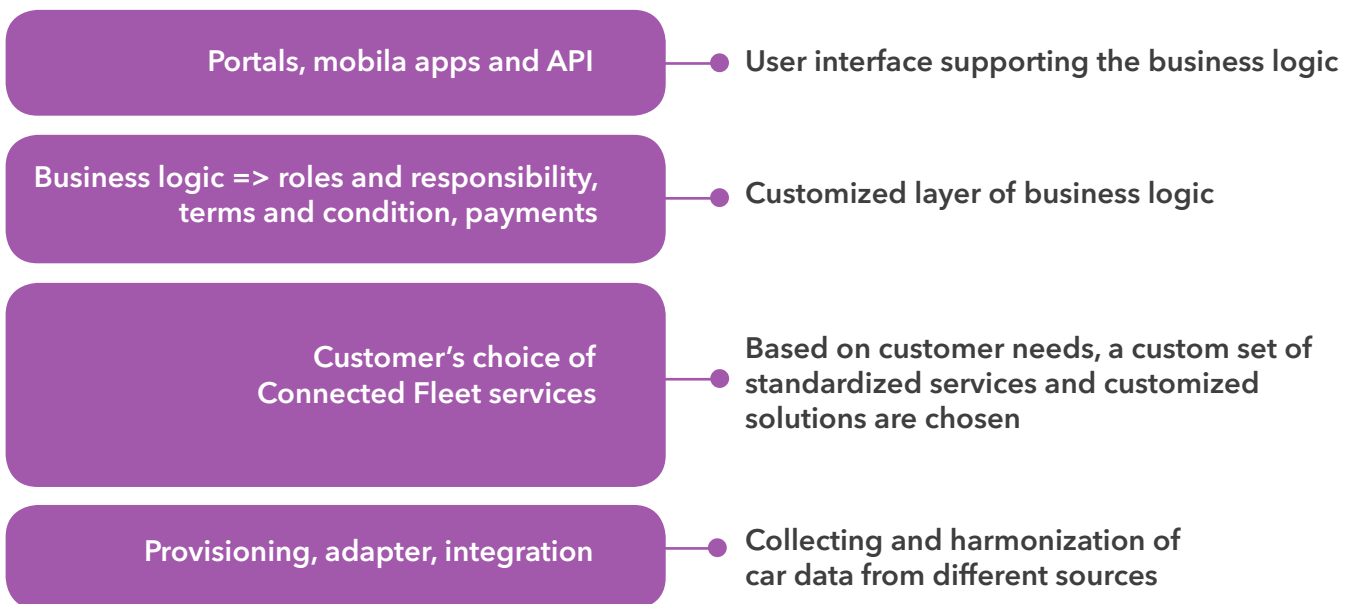 Portals, mobila apps and API
User interface supporting the business logic
Business logic => roles and responsibility,
terms and condition, payments
Customized layer of business logic
Customer’s choice of
Connected Fleet services
Based on customer needs, a custom set of
standardized services and customized
solutions are chosen
Provisioning, adapter, integration
Collecting and harmonization of
car data from different sources